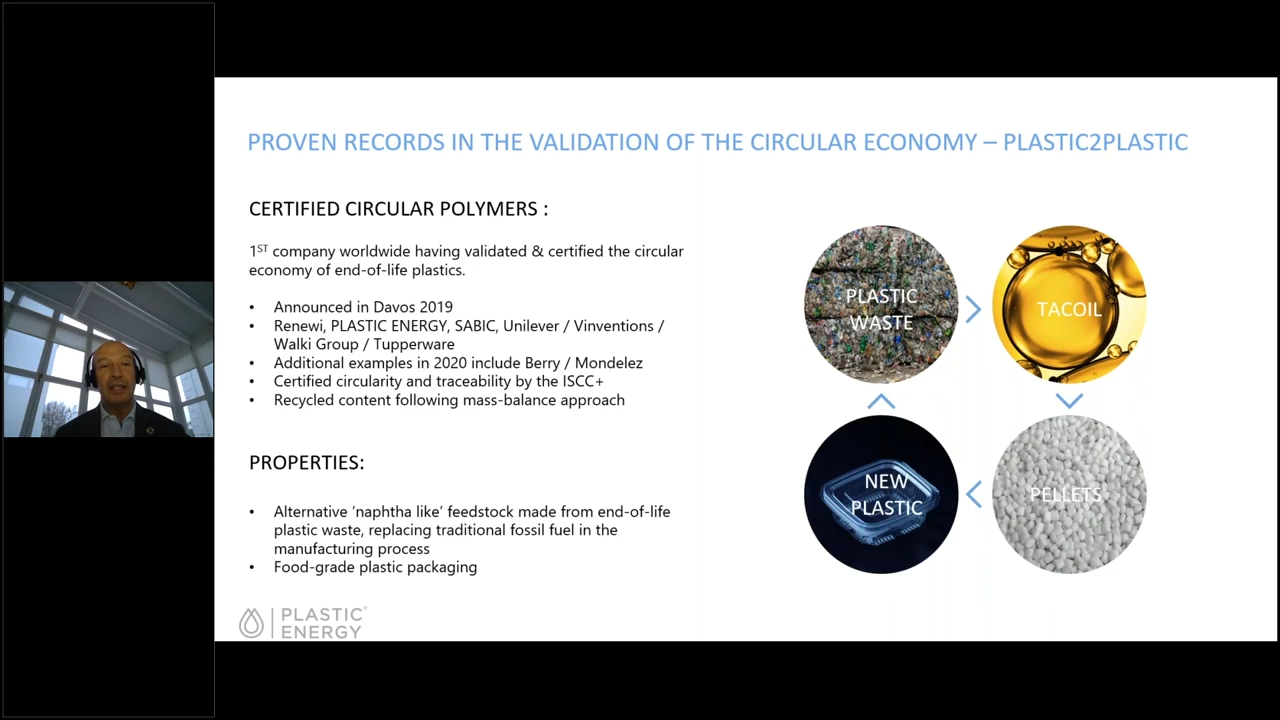 PROVEN RECORDS IN THE VALIDATION OF THE CIRCULAR ECONOMY – PLASTIC2PLASTIC
CERTIFIED CIRCULAR POLYMERS :
1ST company worldwide having validated & certified the circular
economy of end-of-life plastics.
• Announced in Davos 2019
• Renewi, PLASTIC ENERGY, SABIC, Unilever / Vinventions /
Walki Group / Tupperware
• Additional examples in 2020 include Berry / Mondelez
• Certified circularity and traceability by the ISCC+
• Recycled content following mass-balance approach
PROPERTIES:
• Alternative ‘naphtha like’ feedstock made from end-of-life
plastic waste, replacing traditional fossil fuel in the
manufacturing process
• Food-grade plastic packaging
PLASTIC
WASTE
TACOIL
NEW
PLASTIC
PELLETS
PLASTIC®
ENERGY